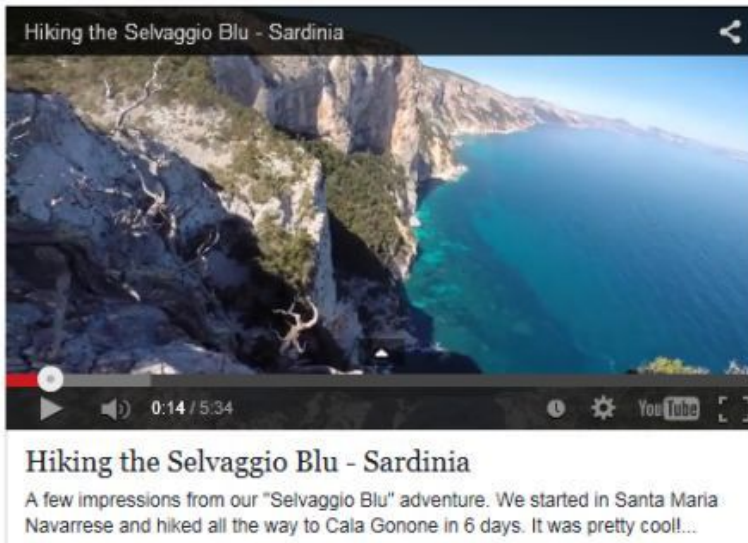 Hiking the Selvaggio Blu - Sardinia
0:14 / 5:34
YouTube
Hiking the Selvaggio Blu - Sardinia
A few impressions from our "Selvaggio Blu" adventure. We started in Santa Maria
Navarrese and hiked all the way to Cala Gonone in 6 days. It was pretty cool!...